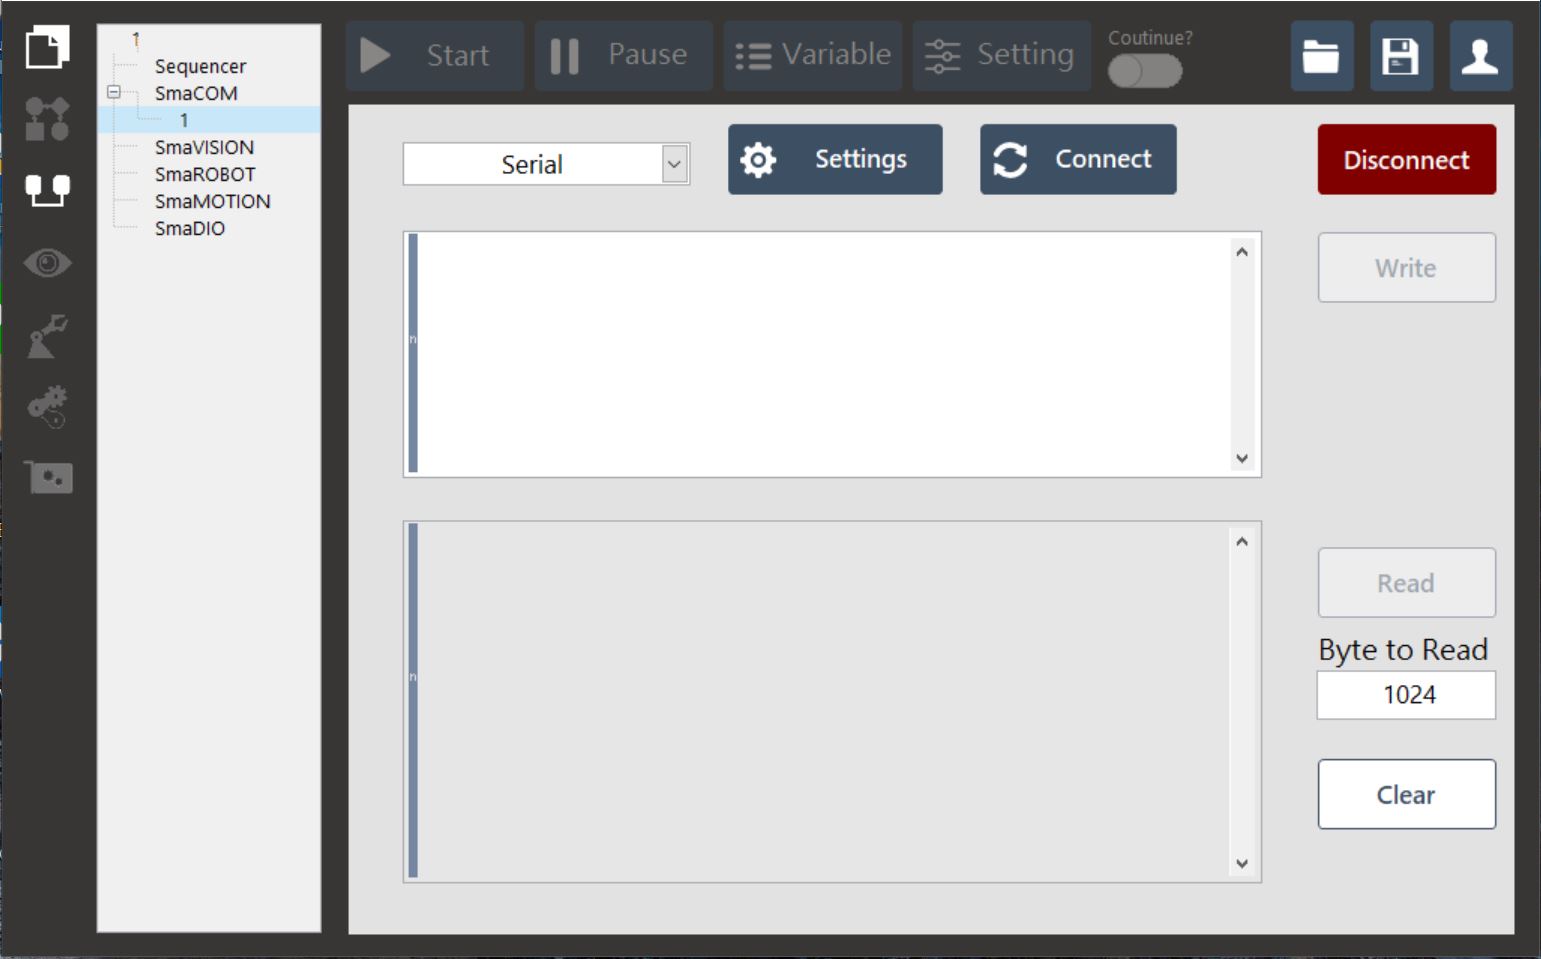 1
Sequencer
SmaCOM
1
SmaVISION
SmaROBOT
SmaMOTION
SmaDIO
Start
Pause
Variable
Setting
Coutinue?
Serial
Settings
Connect
Disconnect
n
Write
n
Read
Byte to Read
1024
Clear